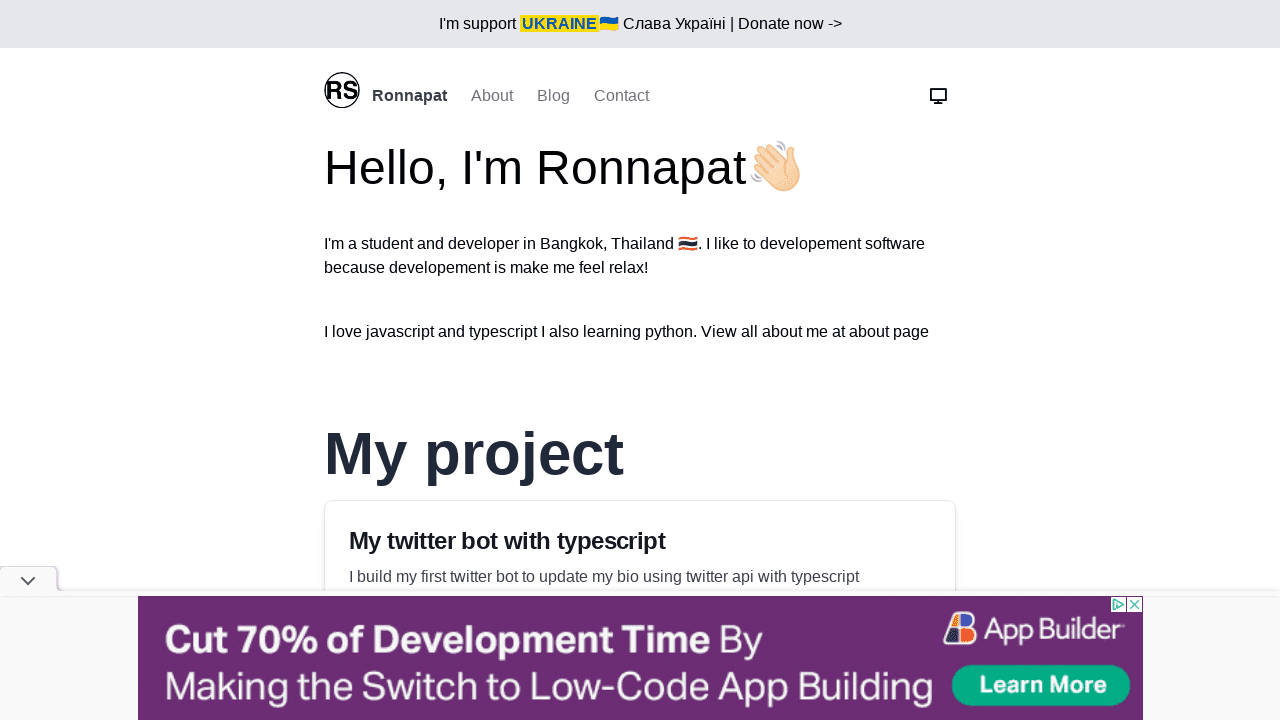 I'm support UKRAINE🇺🇦 Слава Україні | Donate now ->
RS Ronnapat About Blog Contact
Hello, I'm Ronnapat👋🏻
I'm a student and developer in Bangkok, Thailand 🇹🇭. I like to developement software
because developement is make me feel relax!
I love javascript and typescript I also learning python. View all about me at about page
My project
My twitter bot with typescript
I build my first twitter bot to update my bio using twitter api with typescript
Cut 70% of Development Time By
Making the Switch to Low-Code App Building
App Builder
Learn More